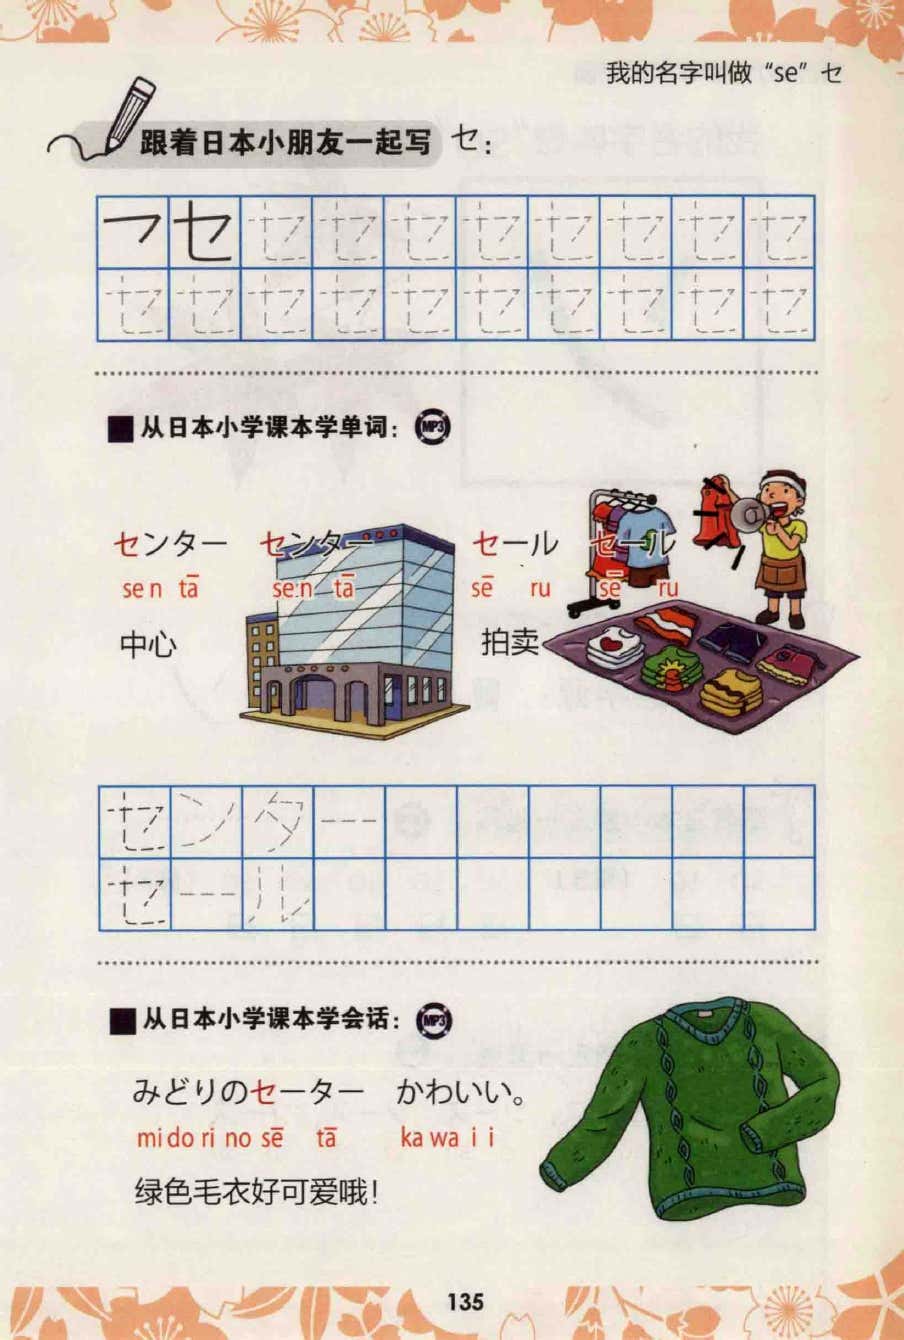 我的名字叫做“se”セ
跟着日本小朋友一起写 セ:
フ セ セ セ セ セ セ セ セ セ
セ セ セ セ セ セ セ セ セ セ
从日本小学课本学单词: MP3
センター センター セール セール
sen tā sen tā sē ru sē ru
中心 拍卖
センター
セール
从日本小学课本学会话: MP3
みどりのセーター かわいい。
mi do ri no sē tā ka wa i i
绿色毛衣好可爱哦!
135